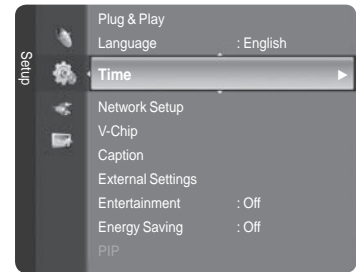 Setup
Plug & Play
Language : English
Time
Network Setup
V-Chip
Caption
External Settings
Entertainment : Off
Energy Saving : Off
PIP